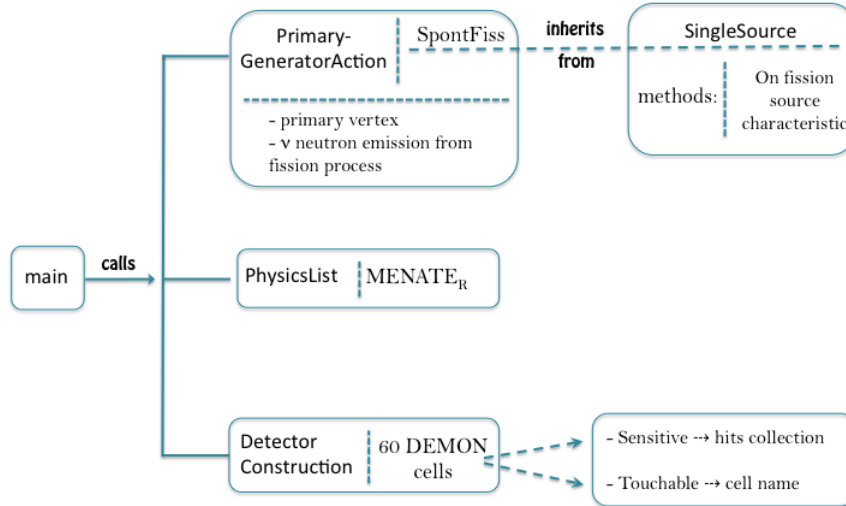 Primary-
GeneratorAction
SpontFiss
inherits
from
SingleSource
methods:
On fission
source
characteristic
- primary vertex
- ν neutron emission from
fission process
main
calls
PhysicsList
MENATE_R
Detector
Construction
60 DEMON
cells
- Sensitive ⇢ hits collection
- Touchable ⇢ cell name